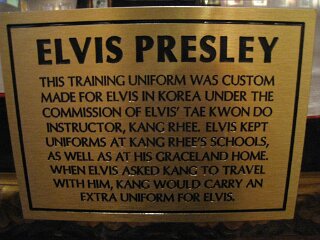 ELVIS PRESLEY
THIS TRAINING UNIFORM WAS CUSTOM
MADE FOR ELVIS IN KOREA UNDER THE
COMMISSION OF ELVIS' TAE KWON DO
INSTRUCTOR, KANG RHEE. ELVIS KEPT
UNIFORMS AT KANG RHEE'S SCHOOLS,
AS WELL AS AT HIS GRACELAND HOME.
WHEN ELVIS ASKED KANG TO TRAVEL
WITH HIM, KANG WOULD CARRY AN
EXTRA UNIFORM FOR ELVIS.